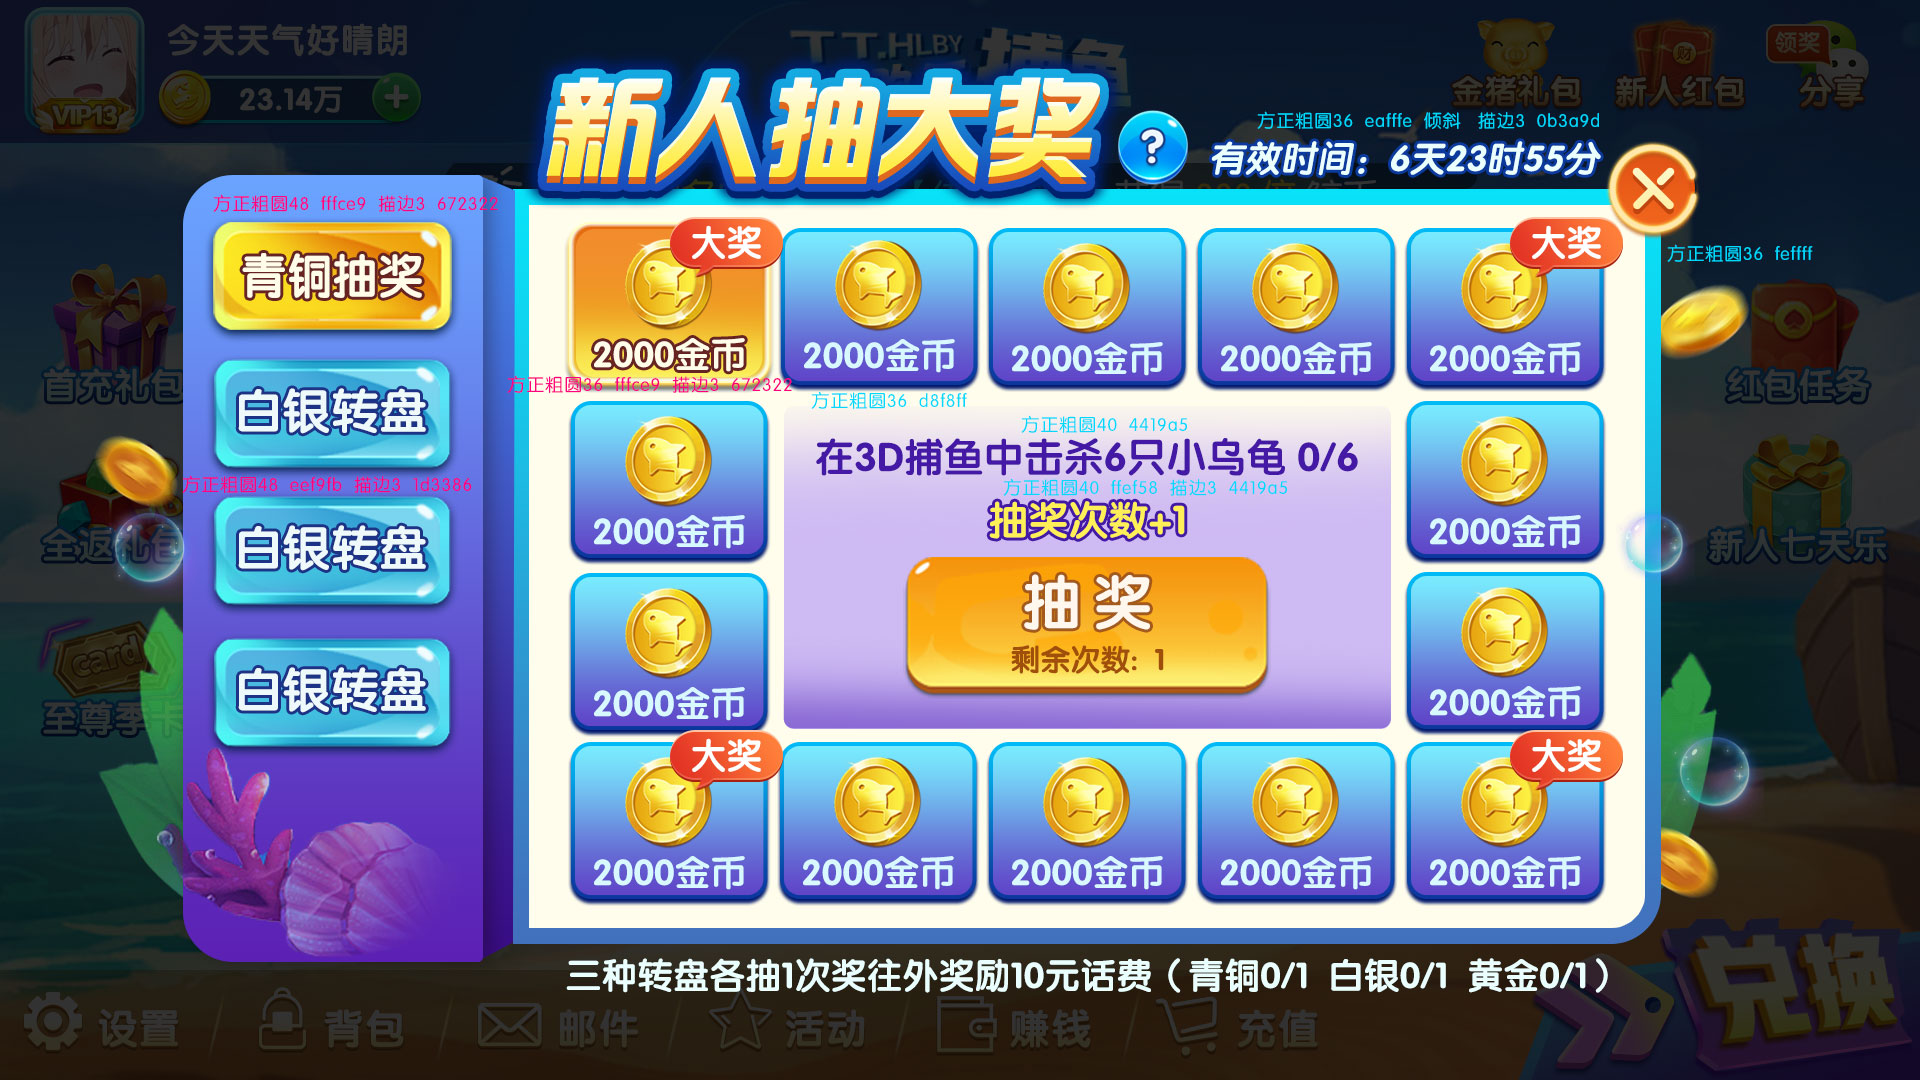 今天天气好晴朗
VIP13
23.14万
TT.HLBY
捕鱼
金猪礼包
新人红包
领奖
分享
新人抽大奖
?
方正粗圆36 eafffe 倾斜 描边3 0b3a9d
有效时间：6天23时55分
方正粗圆48 fffce9 描边3 672322
青铜抽奖
白银转盘
方正粗圆48 eef9fb 描边3 1d3386
白银转盘
白银转盘
方正粗圆36 feffff
大奖
2000金币
2000金币
2000金币
2000金币
大奖
2000金币
方正粗圆36 fffce9 描边3 672322
方正粗圆36 d8f8ff
2000金币
方正粗圆40 4419a5
在3D捕鱼中击杀6只小乌龟 0/6
方正粗圆40 ffef58 描边3 4419a5
抽奖次数+1
2000金币
2000金币
抽奖
剩余次数: 1
2000金币
大奖
2000金币
2000金币
2000金币
2000金币
大奖
2000金币
首充礼包
全返礼包
card
至尊季卡
红包任务
新人七天乐
三种转盘各抽1次奖往外奖励10元话费（青铜0/1 白银0/1 黄金0/1）
设置
背包
邮件
活动
赚钱
充值
兑换